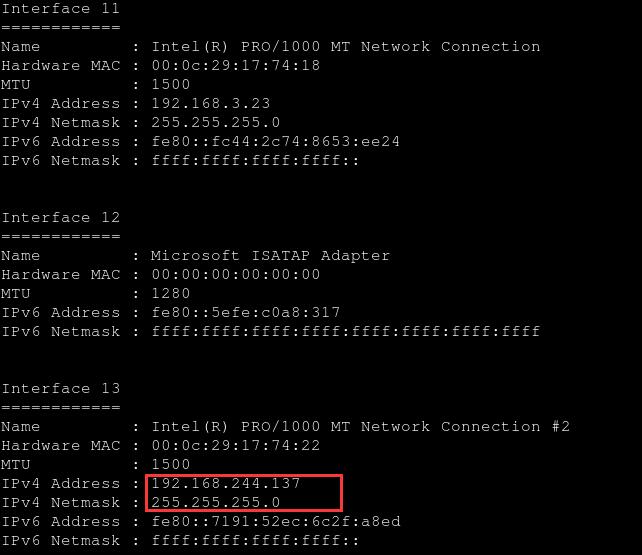 Interface 11
============
Name         : Intel(R) PRO/1000 MT Network Connection
Hardware MAC : 00:0c:29:17:74:18
MTU          : 1500
IPv4 Address : 192.168.3.23
IPv4 Netmask : 255.255.255.0
IPv6 Address : fe80::fc44:2c74:8653:ee24
IPv6 Netmask : ffff:ffff:ffff:ffff::
Interface 12
============
Name         : Microsoft ISATAP Adapter
Hardware MAC : 00:00:00:00:00:00
MTU          : 1280
IPv6 Address : fe80::5efe:c0a8:317
IPv6 Netmask : ffff:ffff:ffff:ffff:ffff:ffff:ffff:ffff
Interface 13
============
Name         : Intel(R) PRO/1000 MT Network Connection #2
Hardware MAC : 00:0c:29:17:74:22
MTU          : 1500
IPv4 Address : 192.168.244.137
IPv4 Netmask : 255.255.255.0
IPv6 Address : fe80::7191:52ec:6c2f:a8ed
IPv6 Netmask : ffff:ffff:ffff:ffff::